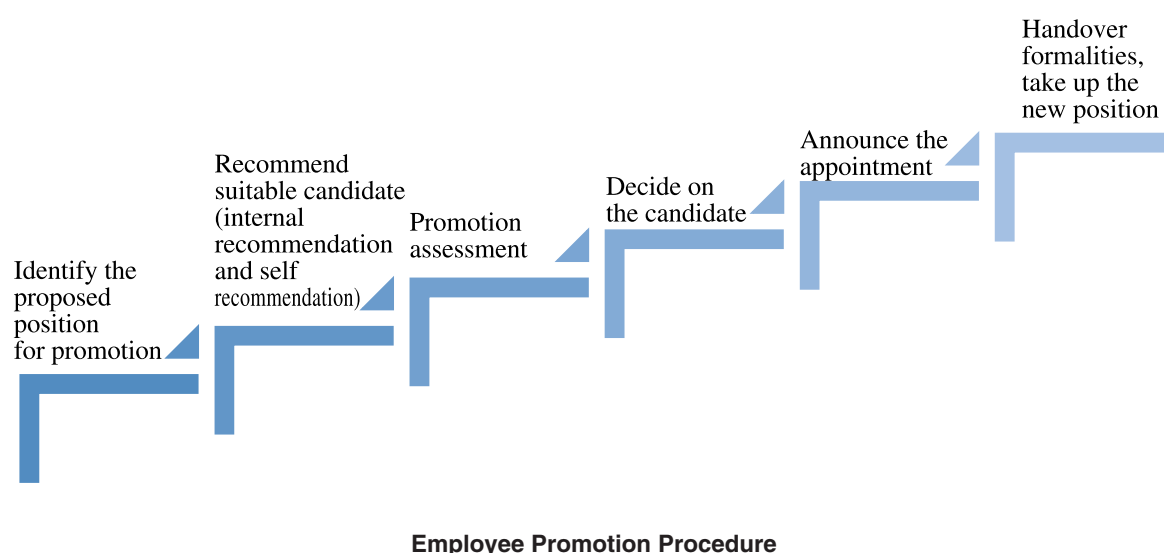 Identify the
proposed
position
for promotion
Recommend
suitable candidate
(internal
recommendation
and self
recommendation)
Promotion
assessment
Decide on
the candidate
Announce the
appointment
Handover
formalities,
take up the
new position
Employee Promotion Procedure